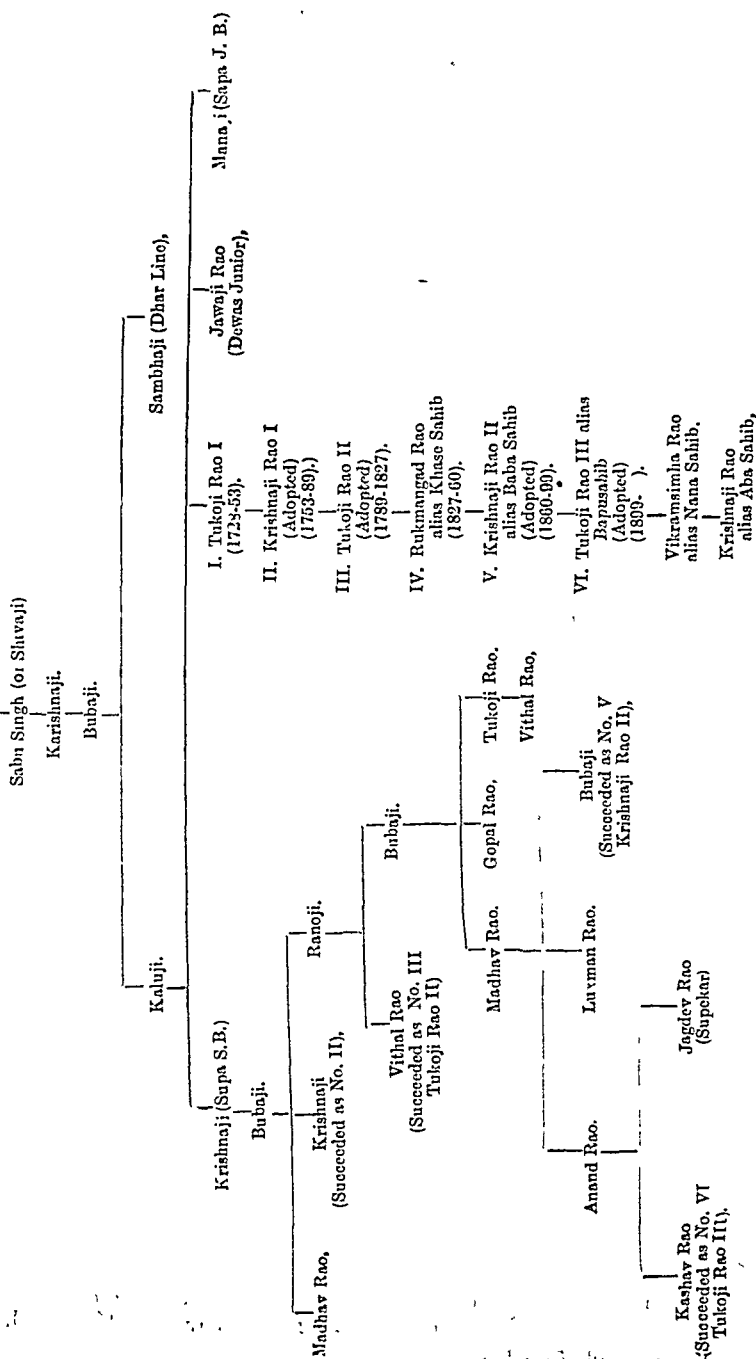 Sabu Singh (or Shivaji)
Karishnaji.
Bubaji.
Kaluji.
Sambhaji (Dhar Line),
Krishnaji (Supa S.B.)
I. Tukoji Rao I
(1728-53).
Jawaji Rao
(Dewas Junior),
Manaji (Supa J. B.)
Bubaji.
II. Krishnaji Rao I
(Adopted)
(1753-89).)
Madhav Rao,
Krishnaji
(Succeeded as No. II),
Ranoji.
III. Tukoji Rao II
(Adopted)
(1789-1827).
Vithal Rao
(Succeeded as No. III
Tukoji Rao II)
Bubaji.
IV. Rukmangad Rao
alias Khase Sahib
(1827-60).
Madhav Rao.
Gopal Rao,
Tukoji Rao.
Vithal Rao,
V. Krishnaji Rao II
alias Baba Sahib
(Adopted)
(1860-99).
Anand Rao.
Luxman Rao.
Bubaji
(Succeeded as No. V
Krishnaji Rao II),
VI. Tukoji Rao III alias
Bapusahib
(Adopted)
(1899- ).
Kashav Rao
(Succeeded as No. VI
Tukoji Rao III),
Jagdev Rao
(Supekar)
Vikramsimha Rao
alias Nana Sahib.
Krishnaji Rao
alias Aba Sahib,